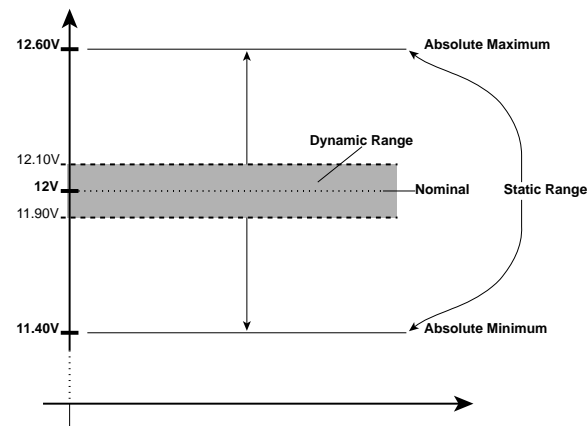 12.60V
Absolute Maximum
Dynamic Range
12.10V
12V
Nominal
Static Range
11.90V
11.40V
Absolute Minimum